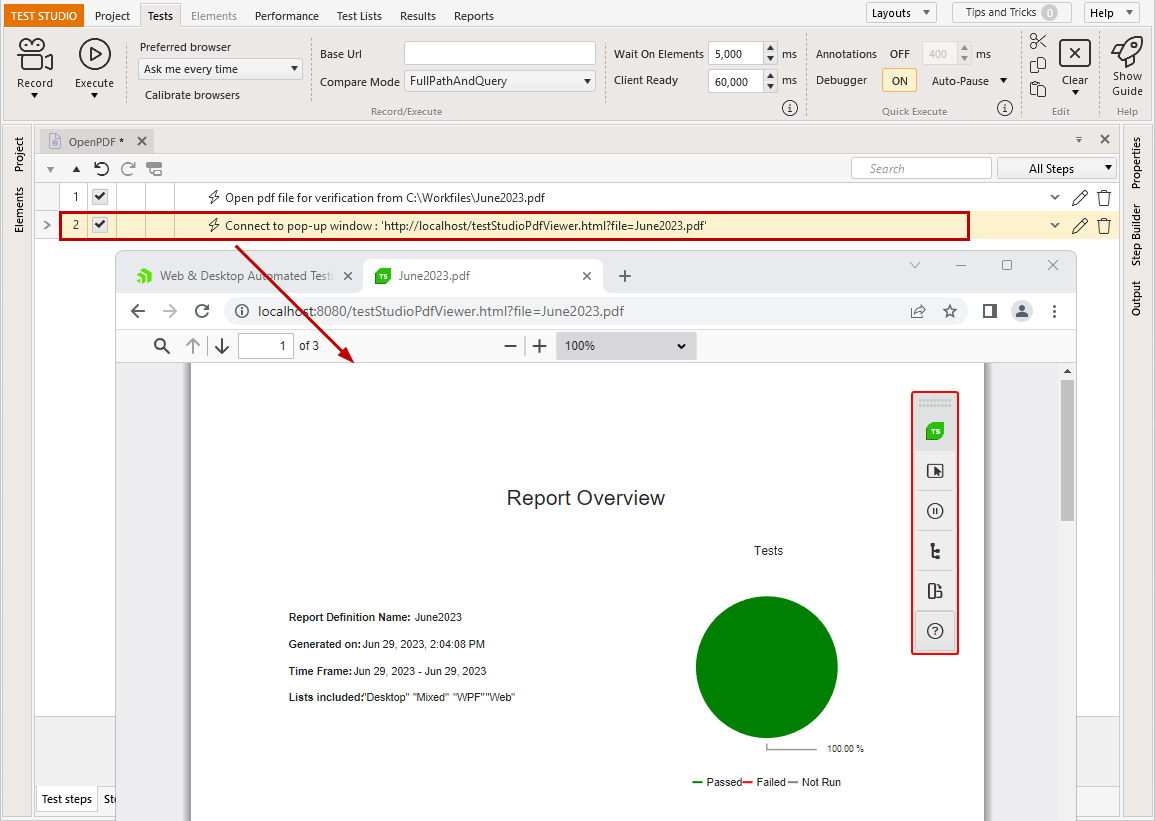 TEST STUDIO Project Tests Elements Performance Test Lists Results Reports Layouts Tips and Tricks 0 Help
Record
Execute
Preferred browser
Ask me every time
Calibrate browsers
Base Url
Compare Mode FullPathAndQuery
Record/Execute
Wait On Elements 5,000 ms
Client Ready 60,000 ms
Annotations OFF 400 ms
Debugger ON Auto-Pause
Quick Execute
Clear
Edit
Show
Guide
Help
Project
Elements
OpenPDF *
Search All Steps
1 Open pdf file for verification from C:\Workfiles\June2023.pdf
2 Connect to pop-up window : 'http://localhost/testStudioPdfViewer.html?file=June2023.pdf'
Properties
Step Builder
Output
Web & Desktop Automated Testi
TS June2023.pdf
localhost:8080/testStudioPdfViewer.html?file=June2023.pdf
1 of 3 100%
TS
Report Overview
Tests
Report Definition Name: June2023
Generated on: Jun 29, 2023, 2:04:08 PM
Time Frame: Jun 29, 2023 - Jun 29, 2023
Lists included: "Desktop" "Mixed" "WPF" "Web"
100.00 %
Passed Failed Not Run
Test steps